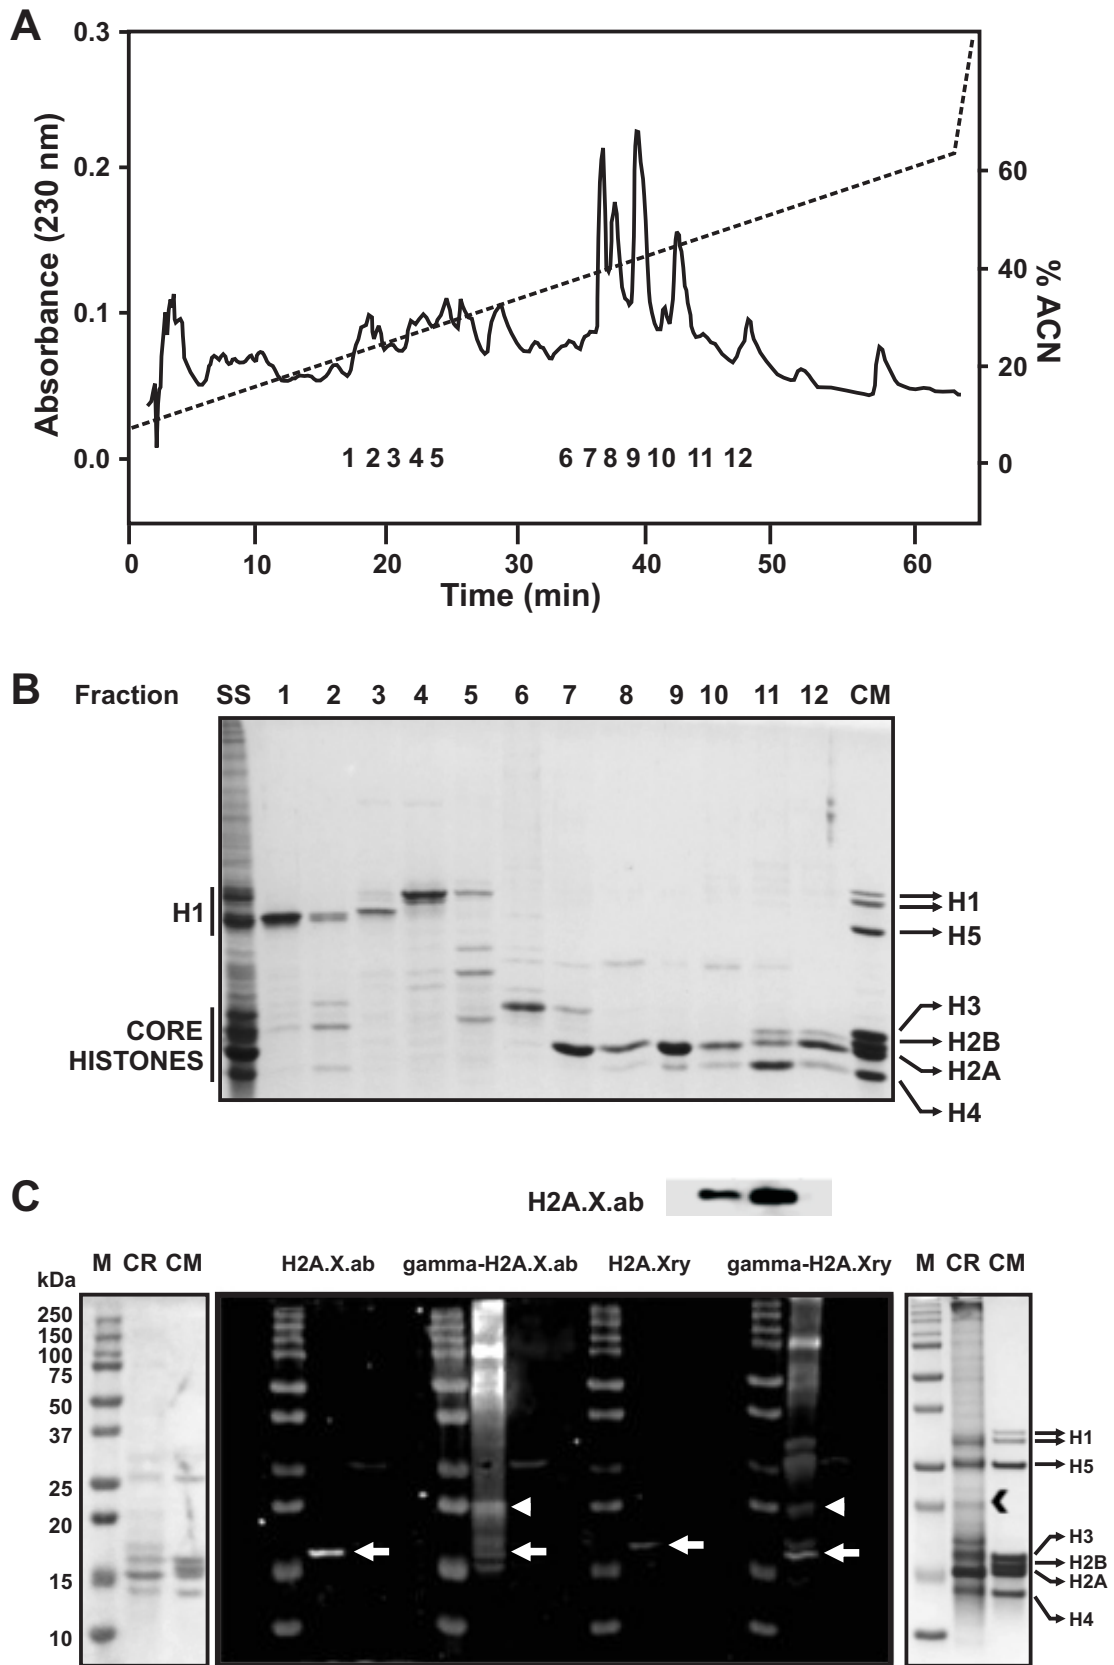 A
0.3
0.2
0.1
0.0
Absorbance (230 nm)
60
40
20
0
% ACN
1 2 3 4 5 6 7 8 9 10 11 12
0 10 20 30 40 50 60
Time (min)
B
Fraction SS 1 2 3 4 5 6 7 8 9 10 11 12 CM
H1
CORE
HISTONES
H1
H5
H3
H2B
H2A
H4
C
H2A.X.ab
kDa
M CR CM
H2A.X.ab gamma-H2A.X.ab H2A.Xry gamma-H2A.Xry
M CR CM
250
150
100
75
50
37
25
20
15
10
H1
H5
H3
H2B
H2A
H4